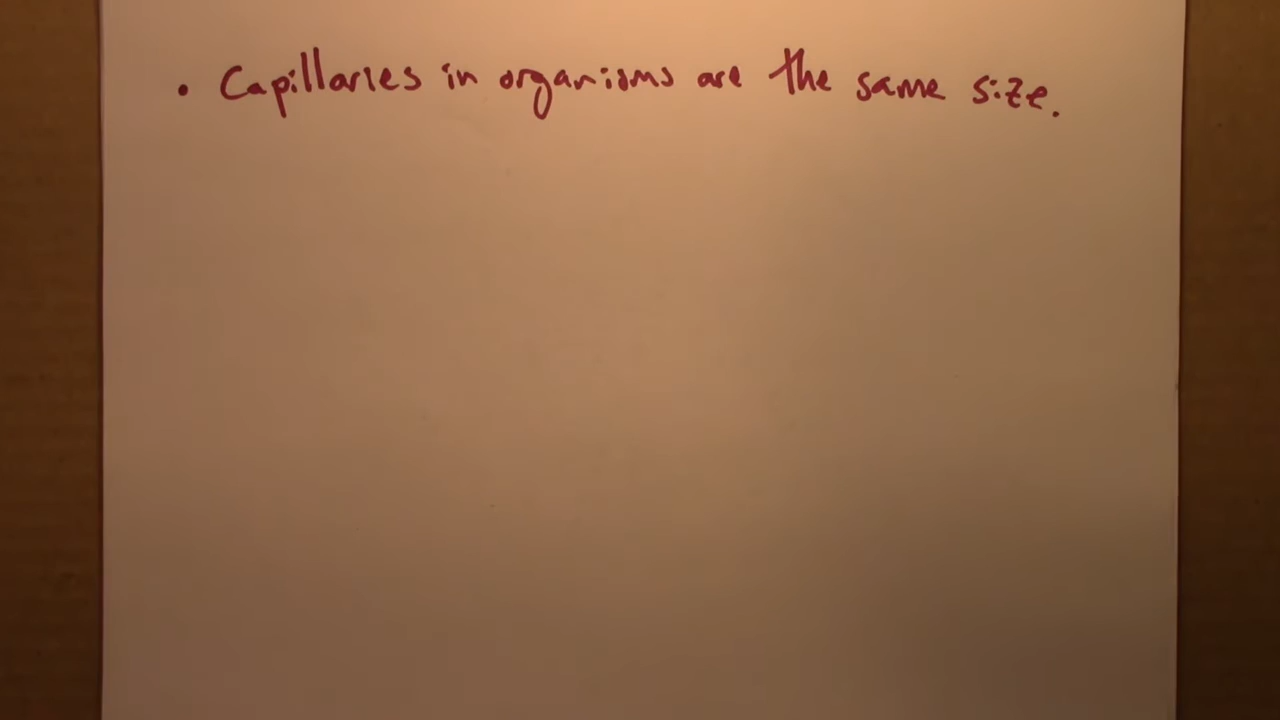 • Capillaries in organisms are the same size.